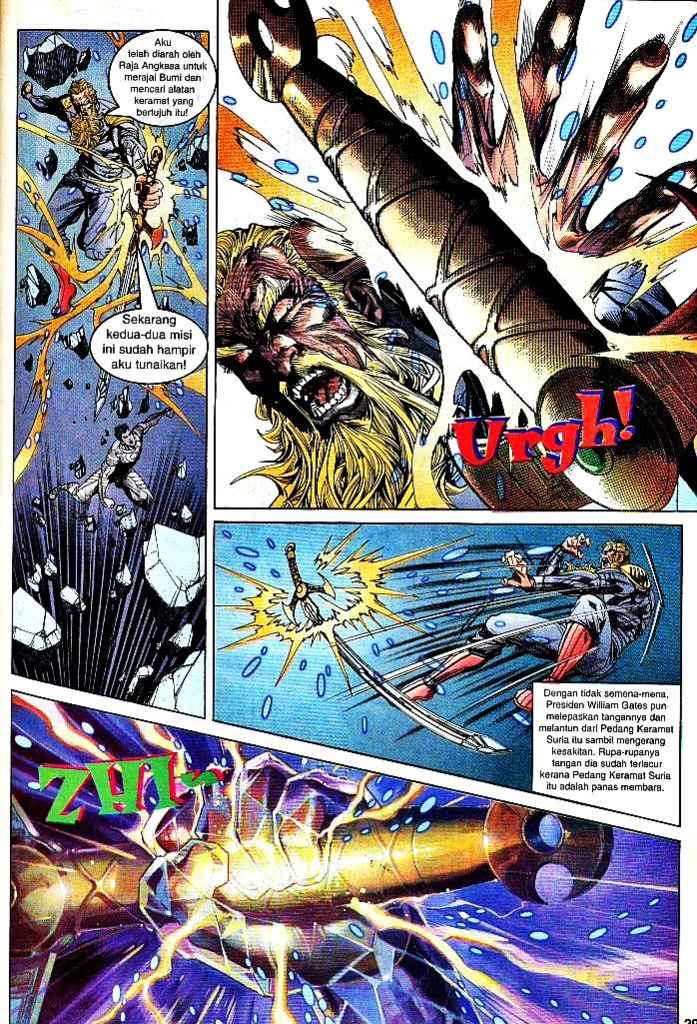 Aku
telah diarah oleh
Raja Angkasa untuk
merajai Bumi dan
mencari alatan
keramat yang
bertujuh itu!
Sekarang
kedua-dua misi
ini sudah hampir
aku tunaikan!
Urgh!
Dengan tidak semena-mena,
Presiden William Gates pun
melepaskan tangannya dan
melantun dari Pedang Keramat
Suria itu sambil mengerang
kesakitan. Rupa-rupanya
tangan dia sudah terlecur
kerana Pedang Keramat Suria
itu adalah panas membara.